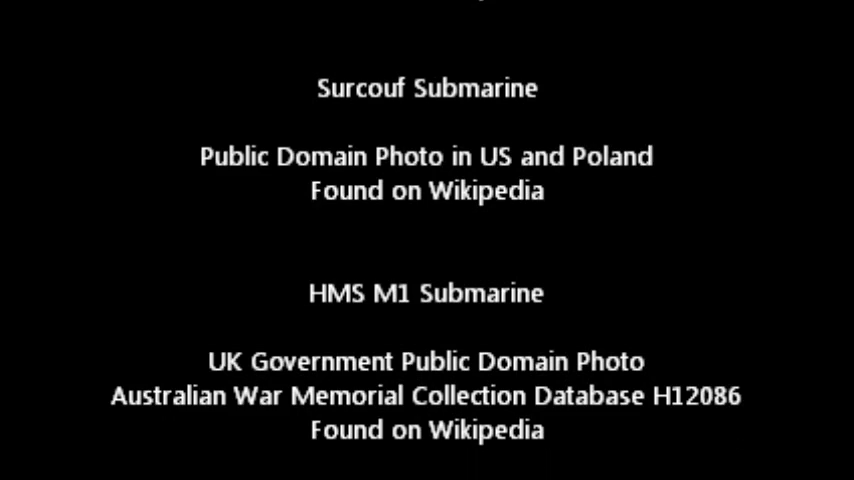 Surcouf Submarine
Public Domain Photo in US and Poland
Found on Wikipedia
HMS M1 Submarine
UK Government Public Domain Photo
Australian War Memorial Collection Database H12086
Found on Wikipedia